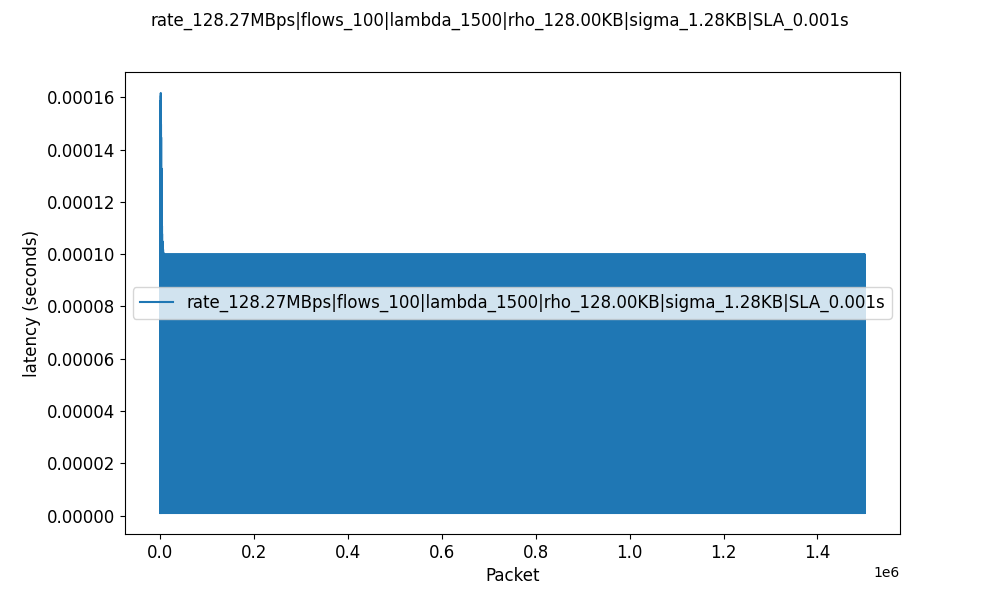 rate_128.27MBps|flows_100|lambda_1500|rho_128.00KB|sigma_1.28KB|SLA_0.001s
0.00016
0.00014
0.00012
0.00010
0.00008
0.00006
0.00004
0.00002
0.00000
latency (seconds)
rate_128.27MBps|flows_100|lambda_1500|rho_128.00KB|sigma_1.28KB|SLA_0.001s
0.0 0.2 0.4 0.6 0.8 1.0 1.2 1.4
1e6
Packet